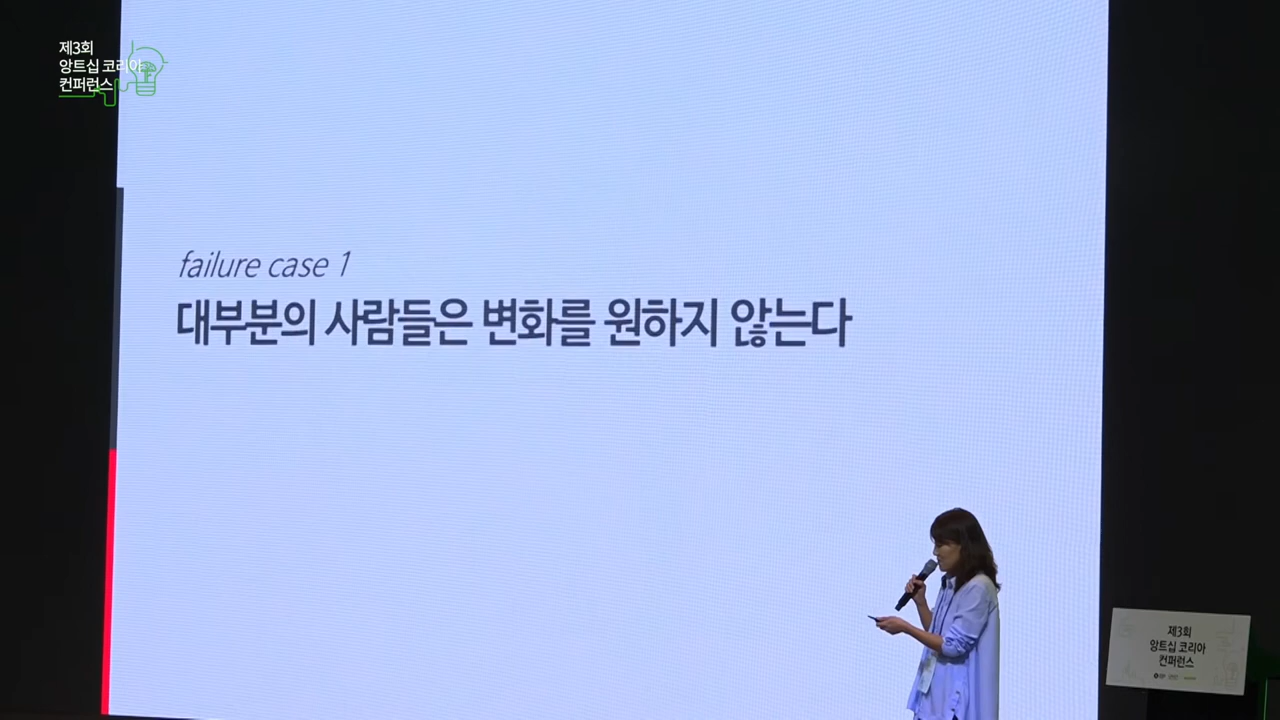 제3회
앙트십 코리아
컨퍼런스
failure case 1
대부분의 사람들은 변화를 원하지 않는다
제3회
앙트십 코리아
컨퍼런스